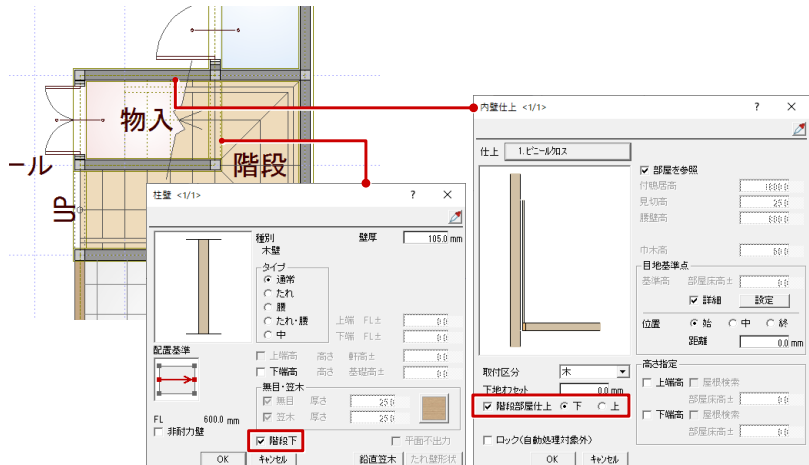 物入
ール
階段
UP
柱壁 <1/1>
? ×
種別
壁厚 105.0 mm
木壁
タイプ
通常
たれ
腰
たれ・腰 上端 FL±
中 下端 FL±
配置基準
上端高 高さ 軒高±
下端高 高さ 基礎高±
無目・笠木
無目 厚さ
笠木 厚さ
FL 600.0 mm
非耐力壁
階段下 平面不出力
OK キャンセル 鉛直笠木 たれ壁形状
内壁仕上 <1/1>
? ×
仕上 1.ビニールクロス
部屋を参照
付鴨居高
見切高
腰壁高
巾木高
目地基準点
基準高 部屋床高±
詳細 設定
位置 始 中 終
距離 0.0 mm
取付区分 木
下地オフセット 0.0 mm
階段部屋仕上 下 上
ロック(自動処理対象外)
高さ指定
上端高 屋根検索
部屋床高±
下端高 屋根検索
部屋床高±
OK キャンセル